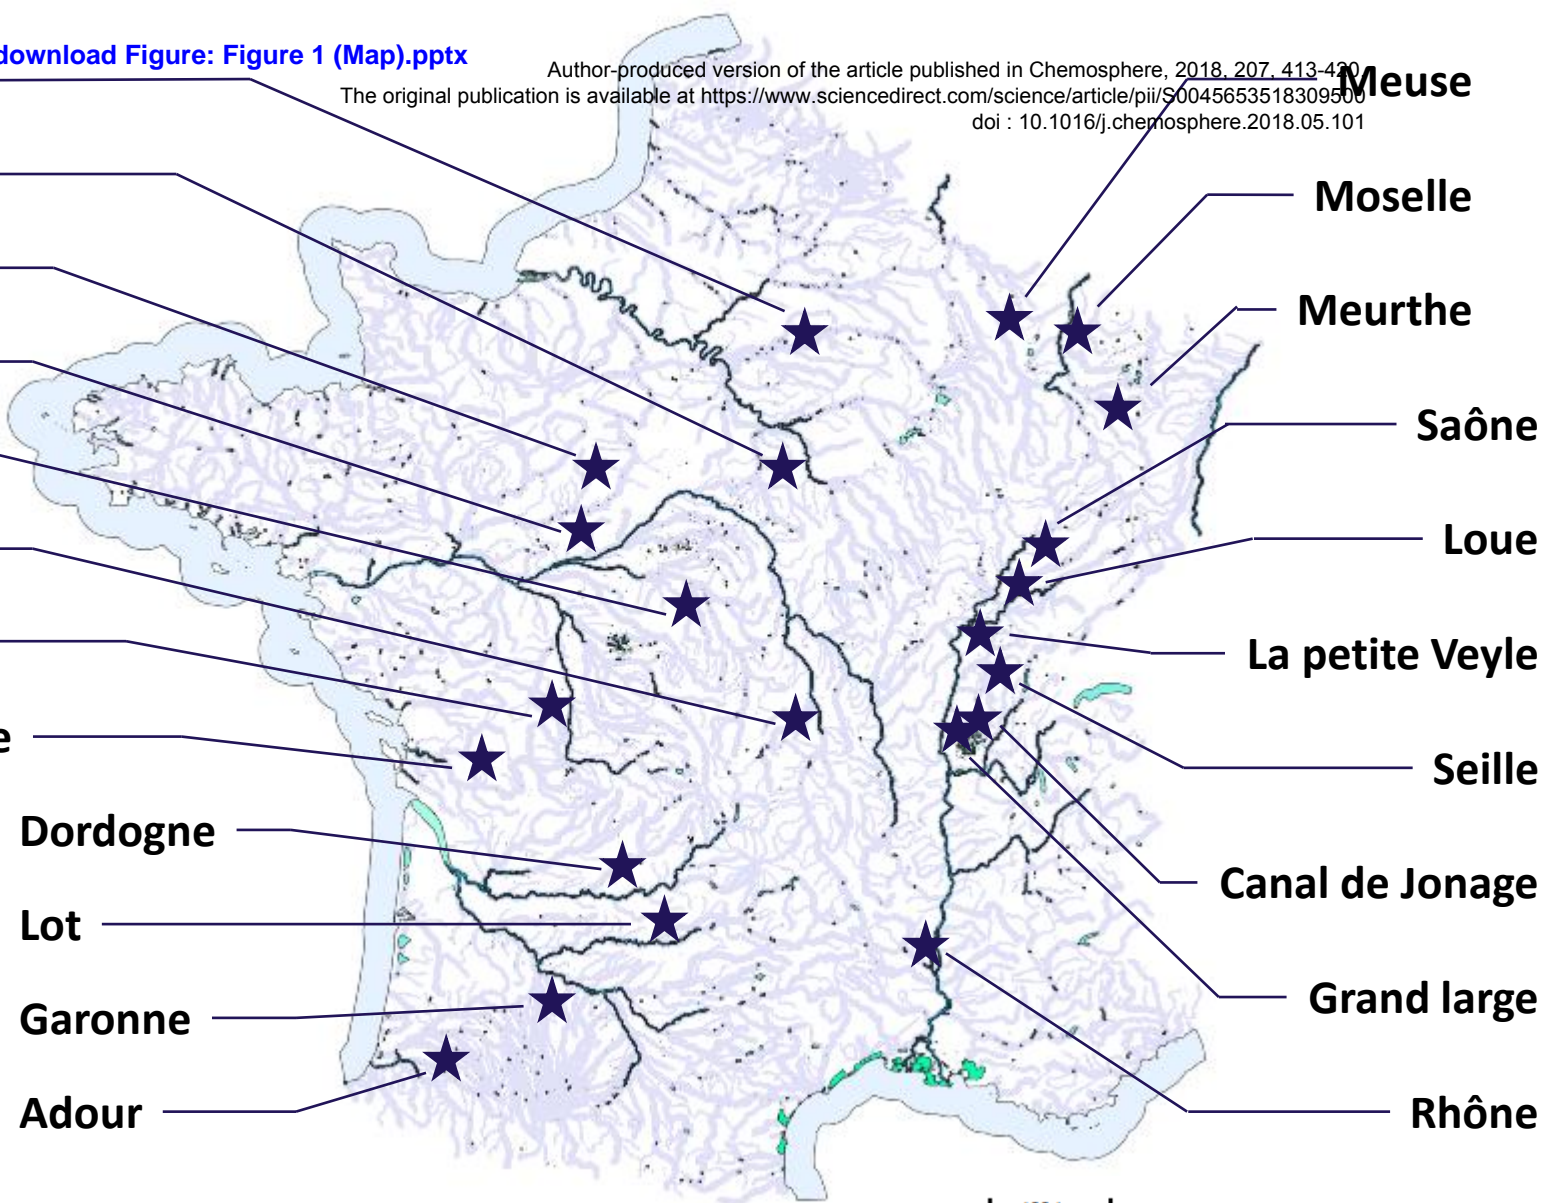 download Figure: Figure 1 (Map).pptx
Author-produced version of the article published in Chemosphere, 2018, 207, 413-420.
The original publication is available at https://www.sciencedirect.com/science/article/pii/S0045653518309500
doi : 10.1016/j.chemosphere.2018.05.101
Meuse
Moselle
Meurthe
Saône
Loue
La petite Veyle
Seille
Canal de Jonage
Grand large
Rhône
e
Dordogne
Lot
Garonne
Adour